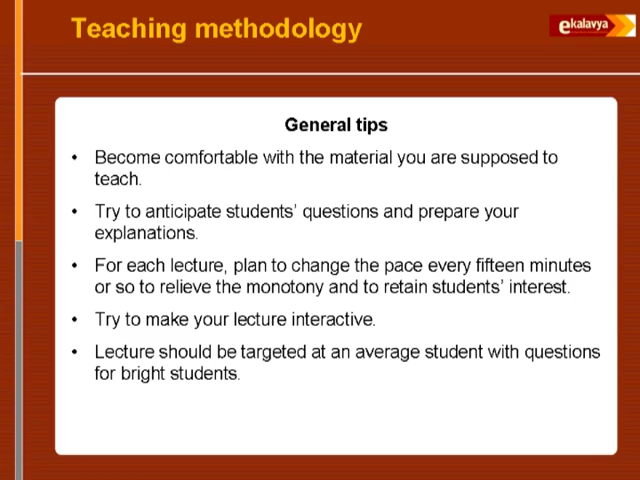 Teaching methodology
ekalavya
General tips
• Become comfortable with the material you are supposed to
teach.
• Try to anticipate students' questions and prepare your
explanations.
• For each lecture, plan to change the pace every fifteen minutes
or so to relieve the monotony and to retain students' interest.
• Try to make your lecture interactive.
• Lecture should be targeted at an average student with questions
for bright students.